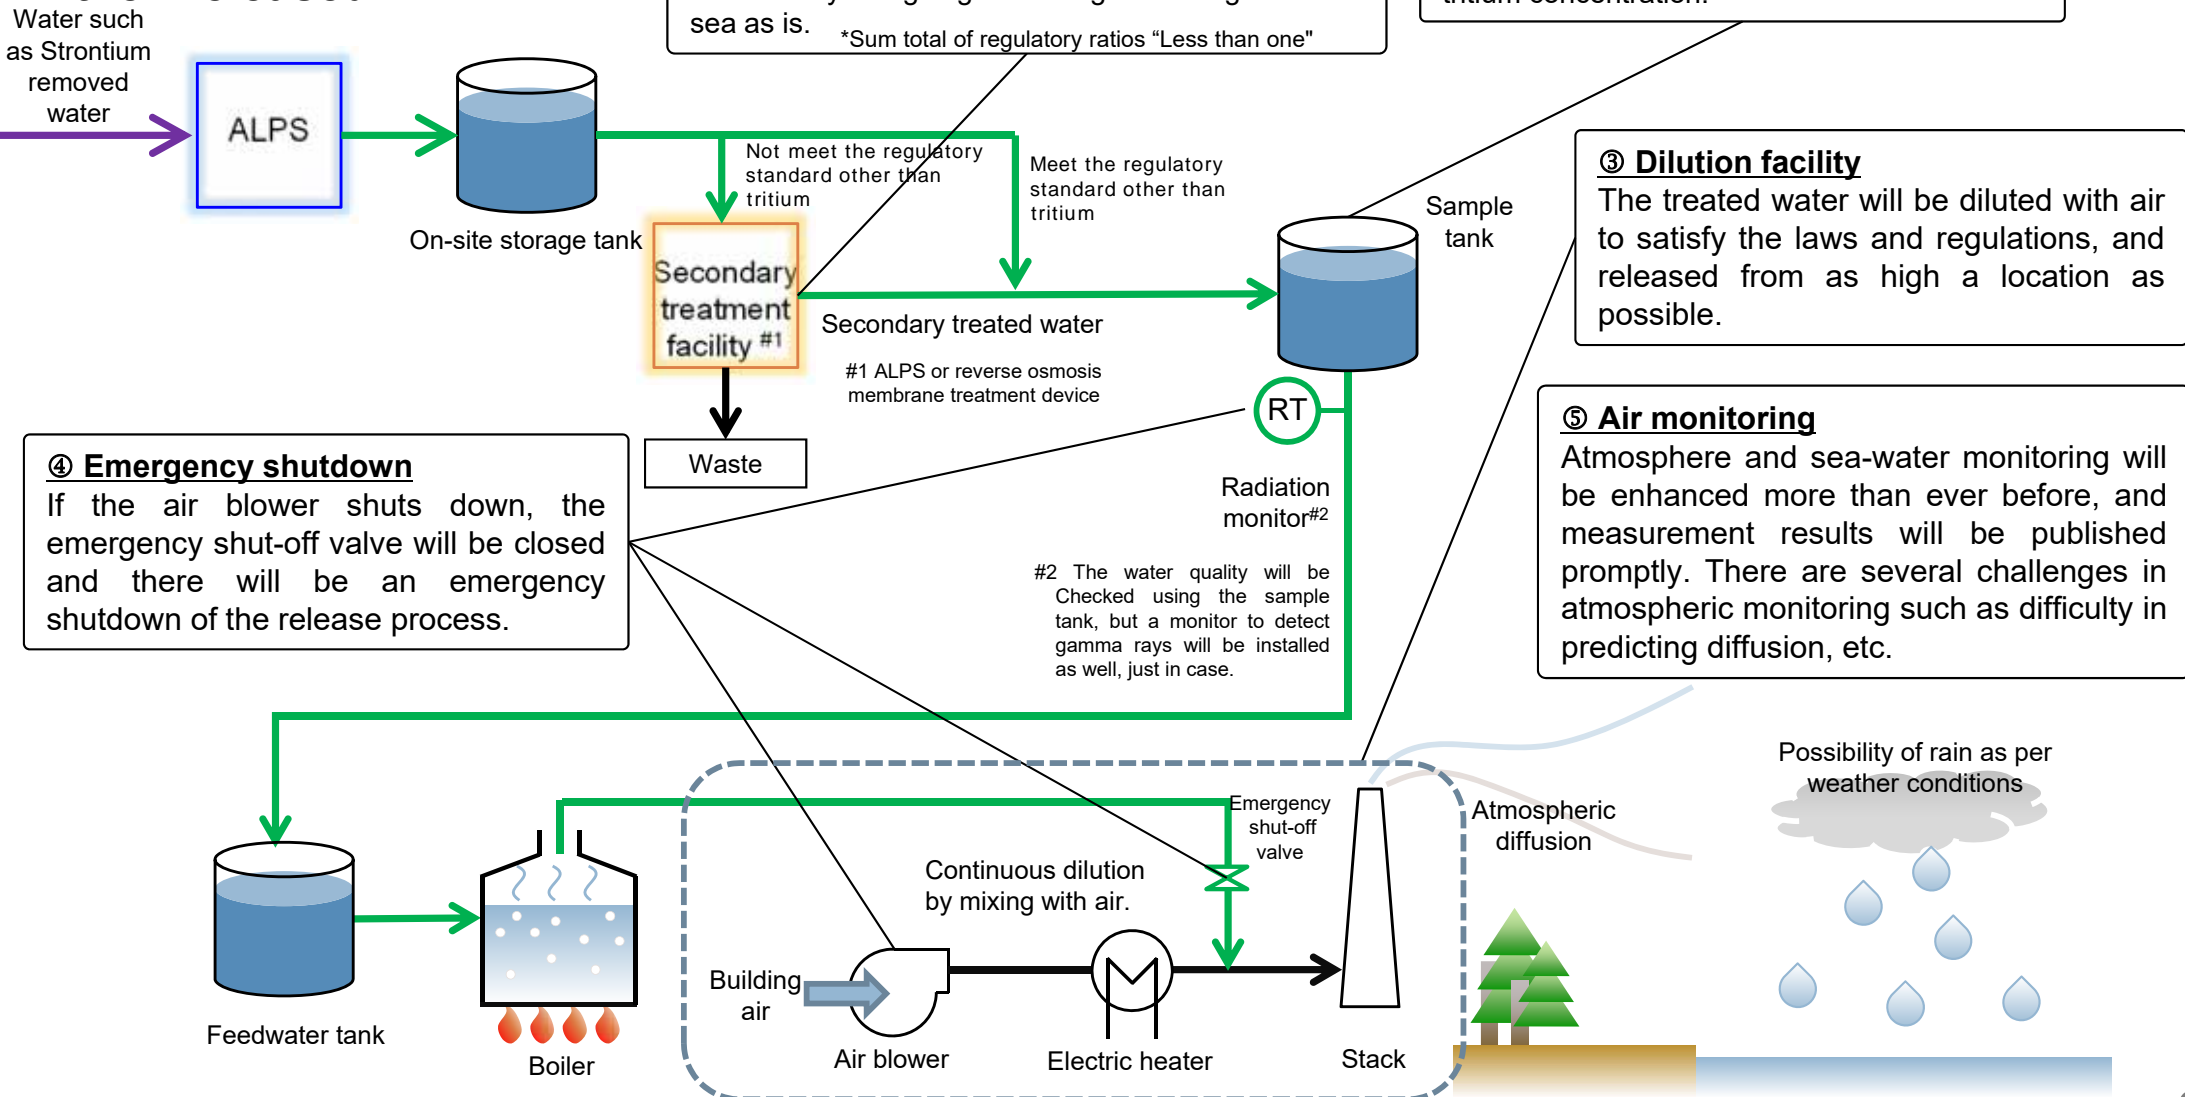 Water such
as Strontium
removed
water
ALPS
sea as is.
*Sum total of regulatory ratios “Less than one"
tritium concentration.
Not meet the regulatory
standard other than
tritium
Meet the regulatory
standard other than
tritium
On-site storage tank
Sample
tank
③ Dilution facility
The treated water will be diluted with air
to satisfy the laws and regulations, and
released from as high a location as
possible.
Secondary
treatment
facility #1
Secondary treated water
#1 ALPS or reverse osmosis
membrane treatment device
RT
Waste
Radiation
monitor#2
#2 The water quality will be
Checked using the sample
tank, but a monitor to detect
gamma rays will be installed
as well, just in case.
④ Emergency shutdown
If the air blower shuts down, the
emergency shut-off valve will be closed
and there will be an emergency
shutdown of the release process.
⑤ Air monitoring
Atmosphere and sea-water monitoring will
be enhanced more than ever before, and
measurement results will be published
promptly. There are several challenges in
atmospheric monitoring such as difficulty in
predicting diffusion, etc.
Possibility of rain as per
weather conditions
Emergency
shut-off
valve
Atmospheric
diffusion
Continuous dilution
by mixing with air.
Building
air
Feedwater tank
Boiler
Air blower
Electric heater
Stack